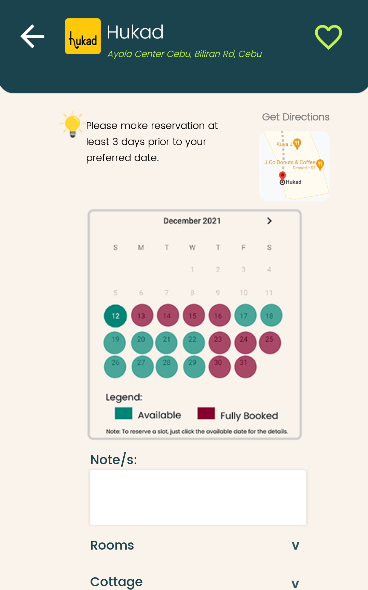 hukad
Hukad
Ayala Center Cebu, Biliran Rd, Cebu
Please make reservation at
least 3 days prior to your
preferred date.
Get Directions
J.Co Donuts & Coffee
Hukad
December 2021
S M T W T F S
1 2 3 4
5 6 7 8 9 10 11
12 13 14 15 16 17 18
19 20 21 22 23 24 25
26 27 28 29 30 31
Legend:
Available Fully Booked
Note: To reserve a slot, just click the available date for the details.
Note/s:
Rooms v
Cottage v